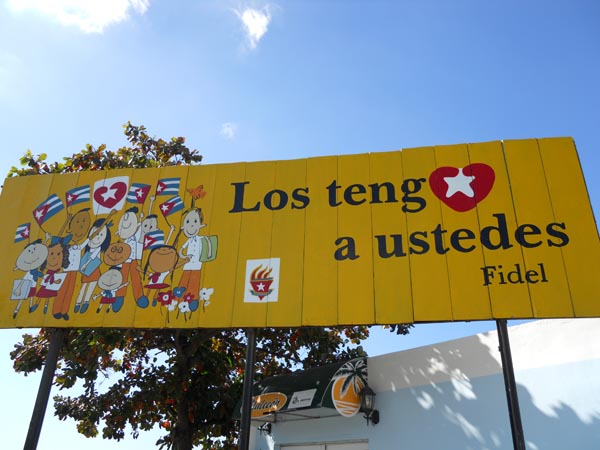 Los teng
a ustedes
Fidel